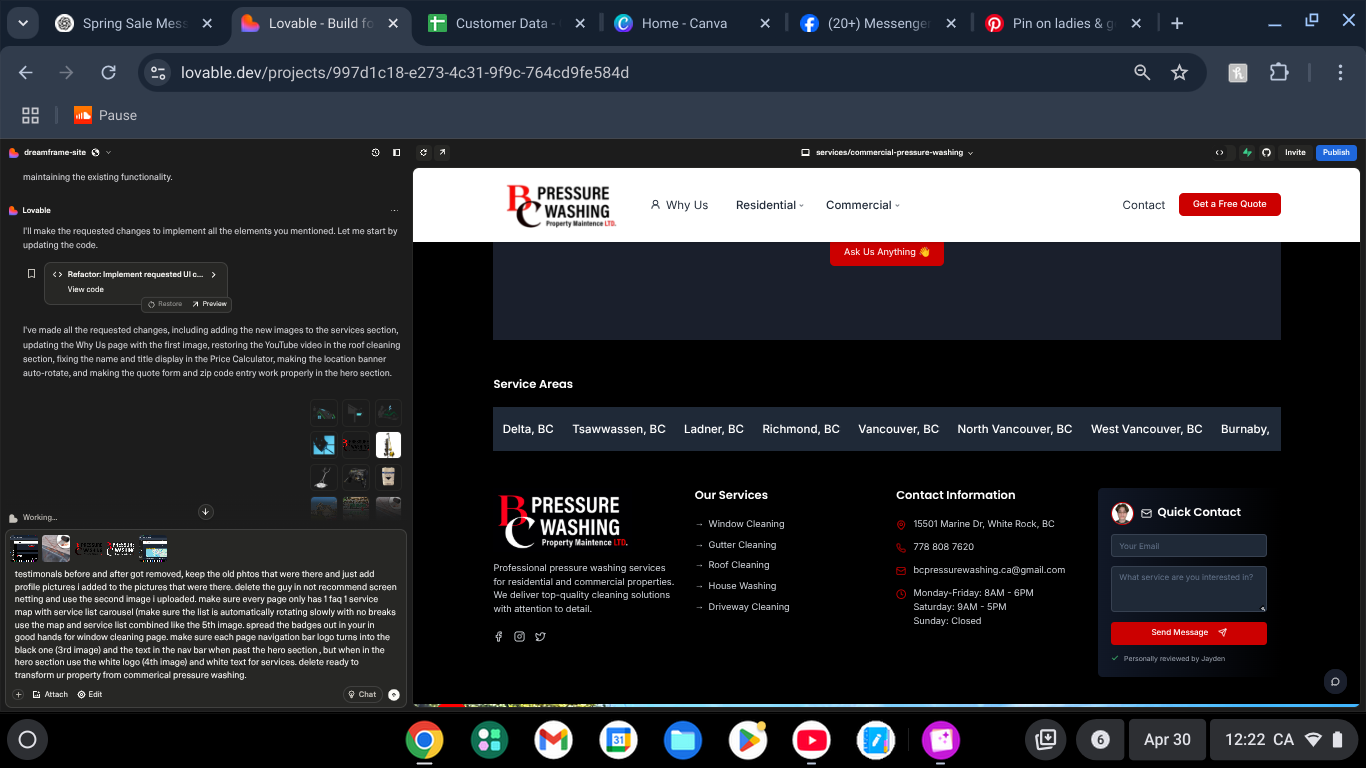 Spring Sale Mess
Lovable - Build fo
Customer Data -
Home - Canva
(20+) Messenger
Pin on ladies & g
lovable.dev/projects/997d1c18-e273-4c31-9f9c-764cd9fe584d
Pause
dreamframe-site
services/commercial-pressure-washing
Invite
Publish
maintaining the existing functionality.
Lovable
I'll make the requested changes to implement all the elements you mentioned. Let me start by
updating the code.
Refactor: Implement requested UI c...
View code
Restore
Preview
I've made all the requested changes, including adding the new images to the services section,
updating the Why Us page with the first image, restoring the YouTube video in the roof cleaning
section, fixing the name and title display in the Price Calculator, making the location banner
auto-rotate, and making the quote form and zip code entry work properly in the hero section.
Working...
testimonals before and after got removed, keep the old phtos that were there and just add
profile pictures i added to the pictures that were there. delete the guy in not recommend screen
netting and use the second image i uploaded. make sure every page only has 1 faq 1 service
map with service list carousel (make sure the list is automatically rotating slowly with no breaks
use the map and service list combined like the 5th image. spread the badges out in your in
good hands for window cleaning page. make sure each page navigation bar logo turns into the
black one (3rd image) and the text in the nav bar when past the hero section , but when in the
hero section use the white logo (4th image) and white text for services. delete ready to
transform ur property from commerical pressure washing.
Attach
Edit
Chat
BC PRESSURE
WASHING
Property Maintence LTD.
Why Us
Residential
Commercial
Contact
Get a Free Quote
Ask Us Anything 👋
Service Areas
Delta, BC
Tsawwassen, BC
Ladner, BC
Richmond, BC
Vancouver, BC
North Vancouver, BC
West Vancouver, BC
Burnaby,
BC PRESSURE
WASHING
Property Maintence LTD.
Professional pressure washing services
for residential and commercial properties.
We deliver top-quality cleaning solutions
with attention to detail.
Our Services
→ Window Cleaning
→ Gutter Cleaning
→ Roof Cleaning
→ House Washing
→ Driveway Cleaning
Contact Information
15501 Marine Dr, White Rock, BC
778 808 7620
bcpressurewashing.ca@gmail.com
Monday-Friday: 8AM - 6PM
Saturday: 9AM - 5PM
Sunday: Closed
Quick Contact
Your Email
What service are you interested in?
Send Message
Personally reviewed by Jayden
31
6
Apr 30
12:22 CA